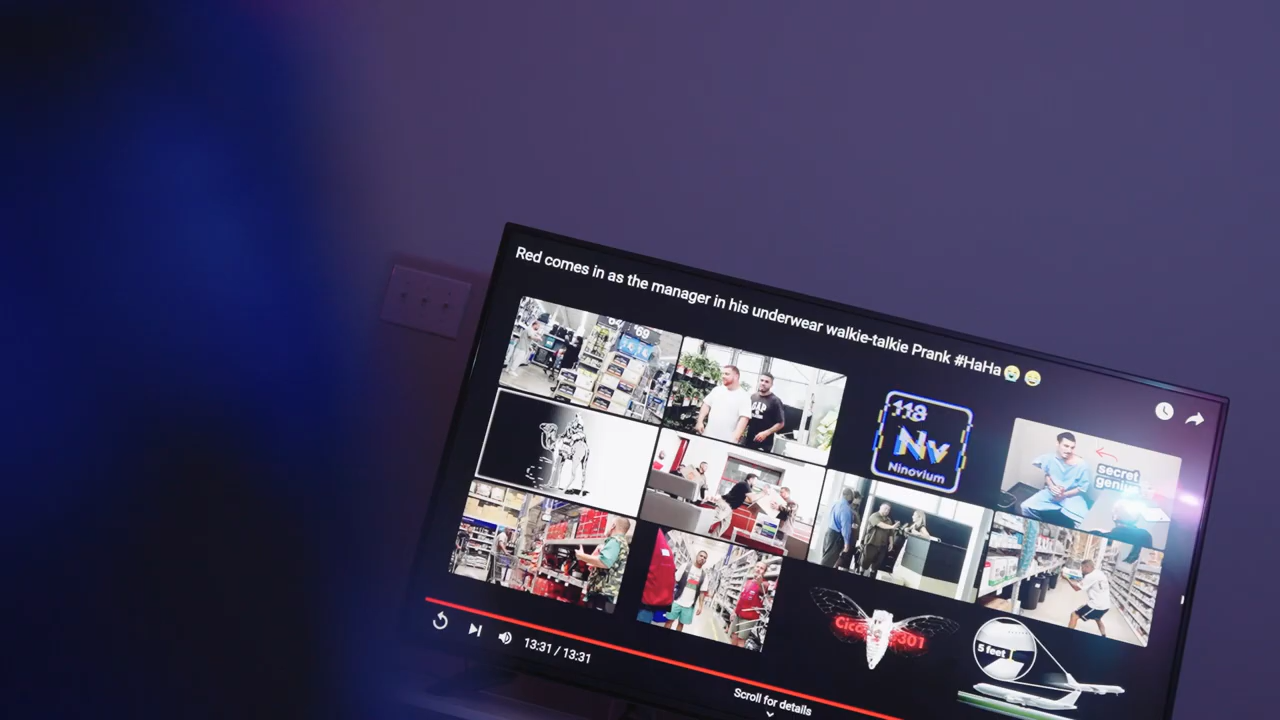 Red comes in as the manager in his underwear walkie-talkie Prank #HaHa😭😂
69
118
Nv
Ninovium
secret
genius
5 feet
13:31 / 13:31
Scroll for details